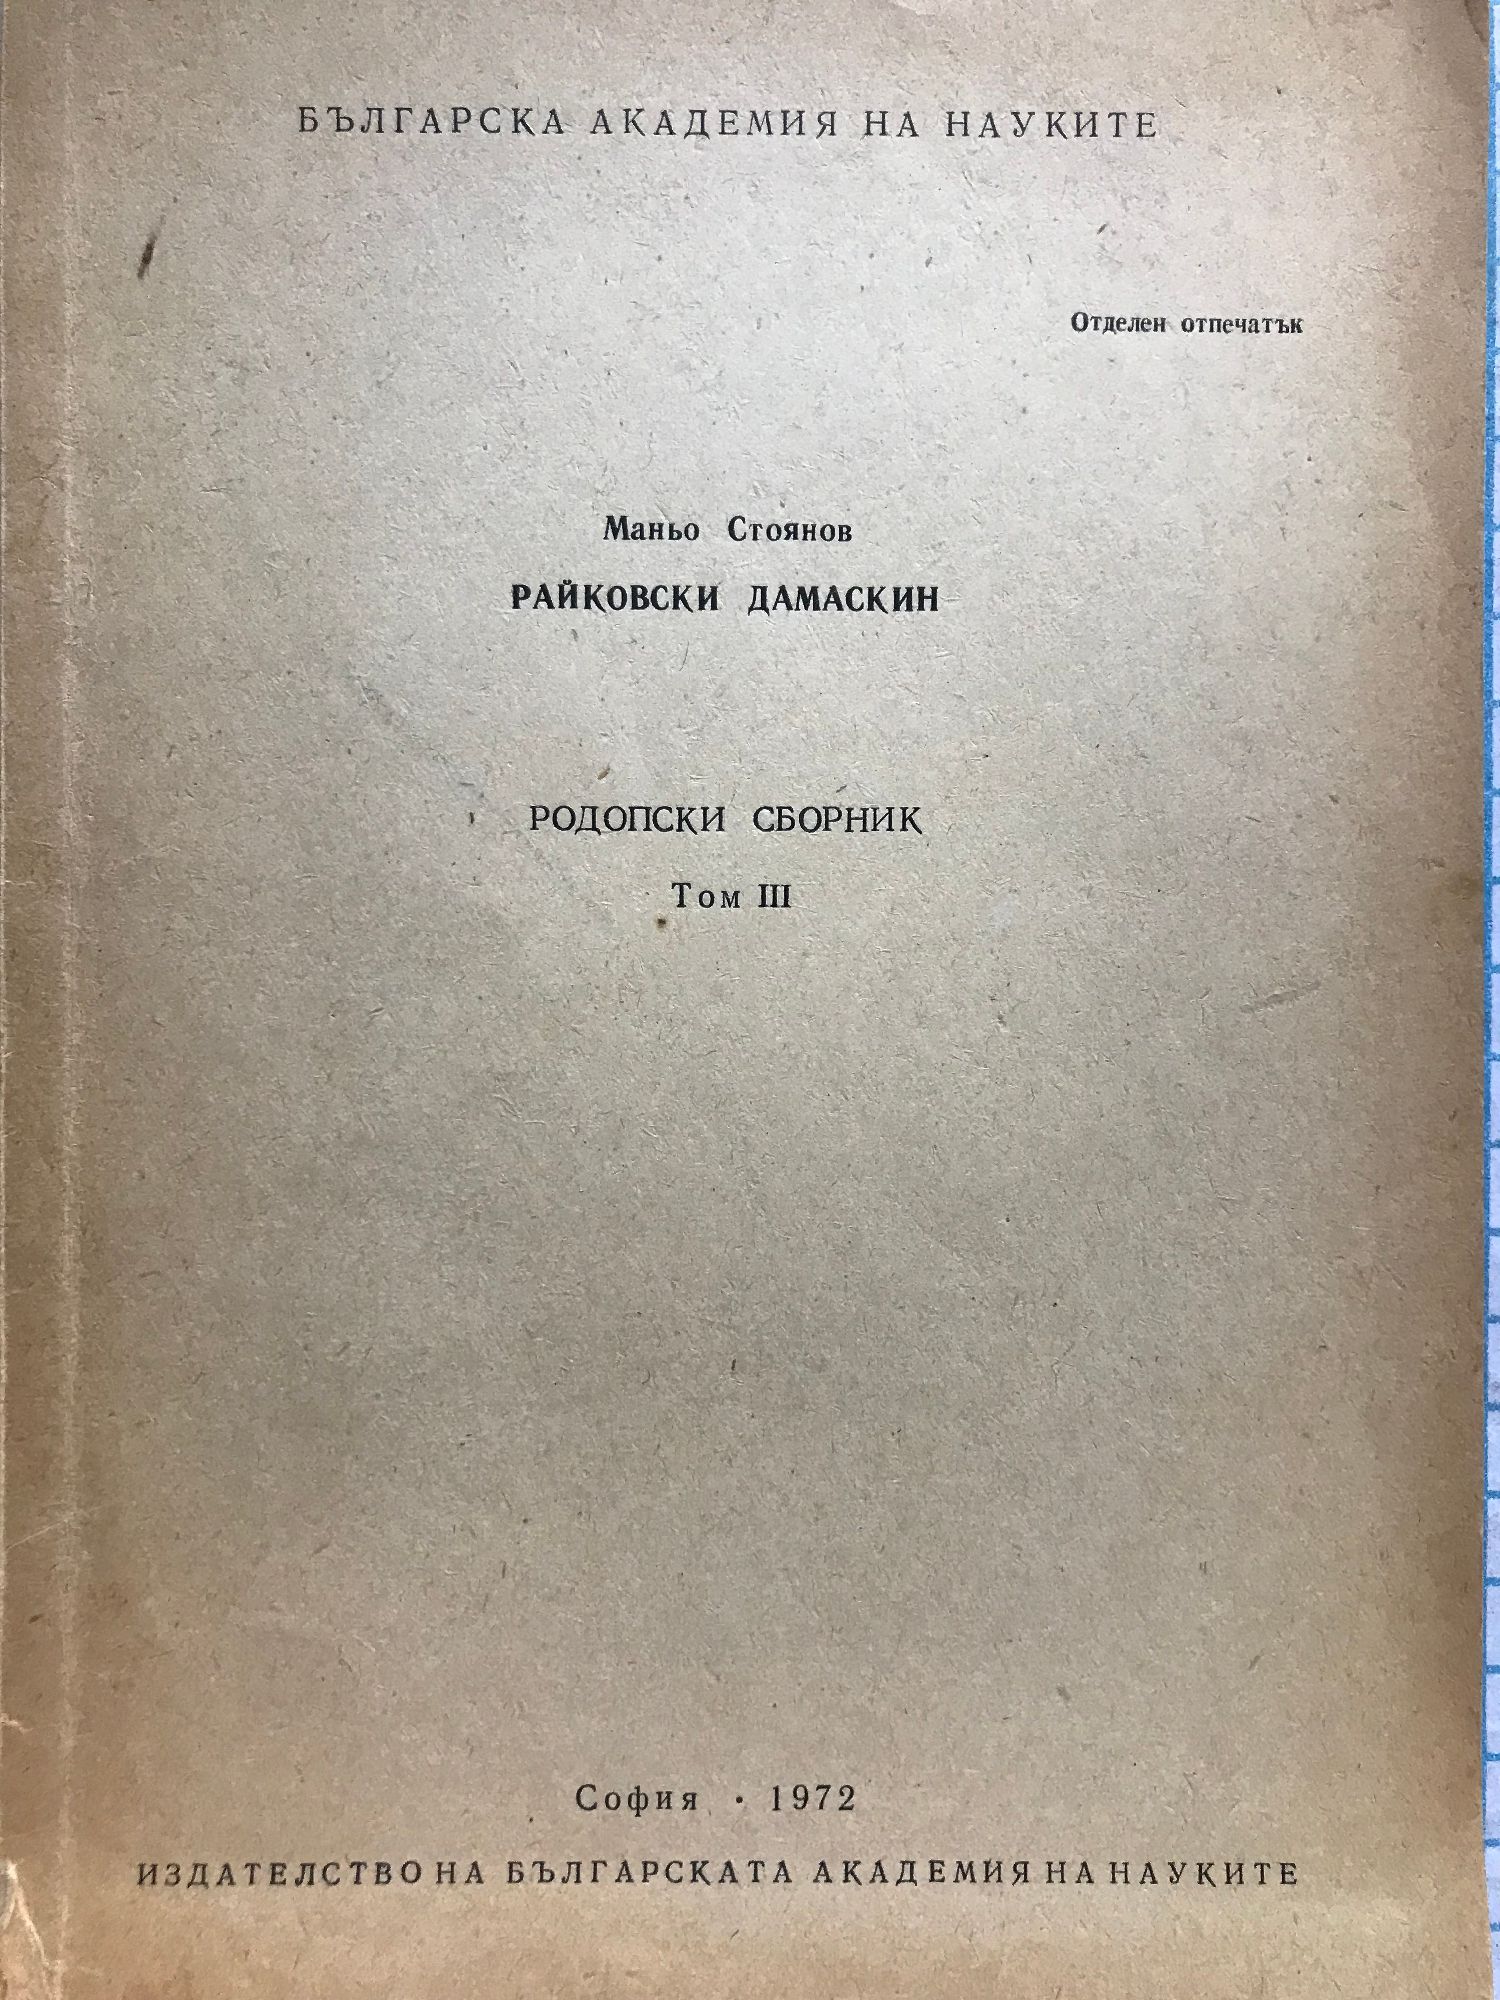 БЪЛГАРСКА АКАДЕМИЯ НА НАУКИТЕ
Отделен отпечатък
Маньо Стоянов
РАЙКОВСКИ ДАМАСКИН
РОДОПСКИ СБОРНИК
Том III
София • 1972
ИЗДАТЕЛСТВО НА БЪЛГАРСКАТА АКАДЕМИЯ НА НАУКИТЕ